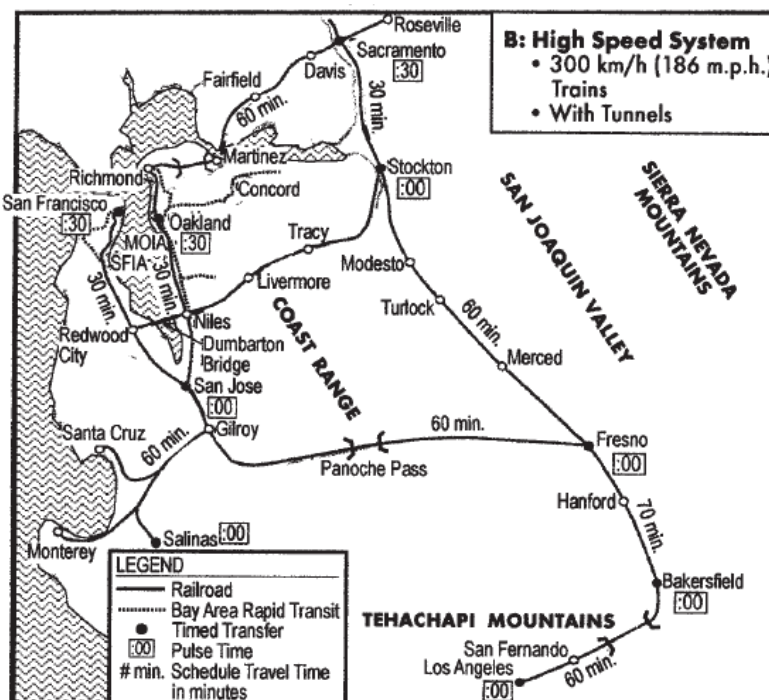 Roseville
Sacramento
:30
Davis
Fairfield
60 min.
30 min.
B: High Speed System
• 300 km/h (186 m.p.h.)
Trains
• With Tunnels
Martinez
Richmond
Concord
Stockton
:00
San Francisco
:30
Oakland
:30
MOIA
SFIA
30 min.
30 min.
Tracy
Livermore
Modesto
Turlock
60 min.
Merced
SAN JOAQUIN VALLEY
SIERRA NEVADA
MOUNTAINS
COAST RANGE
Redwood
City
Niles
Dumbarton
Bridge
San Jose
:00
Gilroy
Santa Cruz
60 min.
60 min.
Panoche Pass
Fresno
:00
Hanford
70 min.
Monterey
Salinas :00
Bakersfield
:00
TEHACHAPI MOUNTAINS
San Fernando
Los Angeles
:00
60 min.
LEGEND
Railroad
Bay Area Rapid Transit
Timed Transfer
:00 Pulse Time
# min. Schedule Travel Time
in minutes